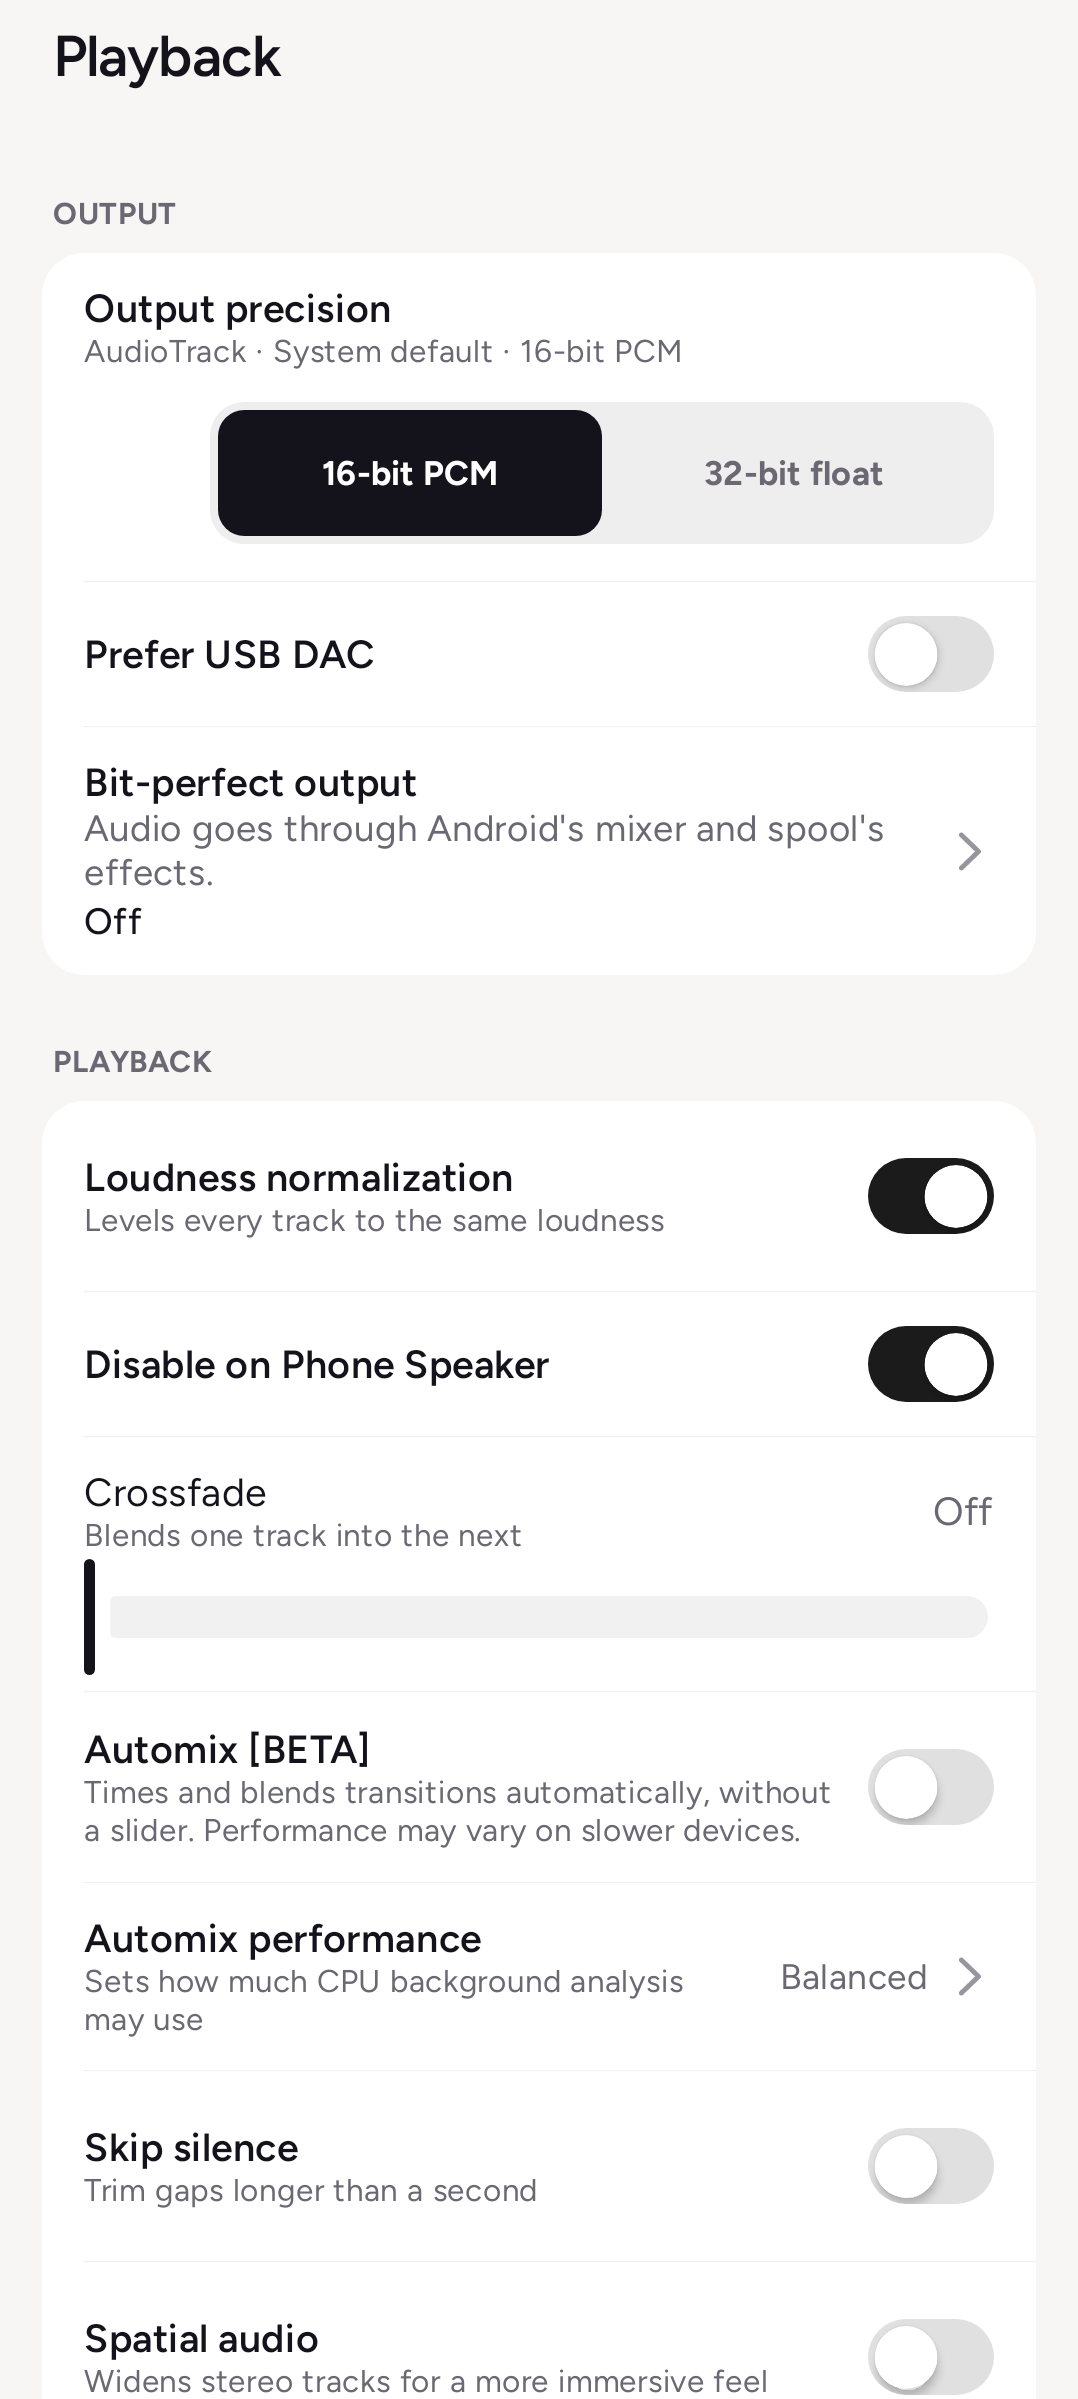 Playback
OUTPUT
Output precision
AudioTrack · System default · 16-bit PCM
16-bit PCM
32-bit float
Prefer USB DAC
Bit-perfect output
Audio goes through Android's mixer and spool's
effects.
Off
PLAYBACK
Loudness normalization
Levels every track to the same loudness
Disable on Phone Speaker
Crossfade
Blends one track into the next
Off
Automix [BETA]
Times and blends transitions automatically, without
a slider. Performance may vary on slower devices.
Automix performance
Sets how much CPU background analysis
may use
Balanced
Skip silence
Trim gaps longer than a second
Spatial audio
Widens stereo tracks for a more immersive feel